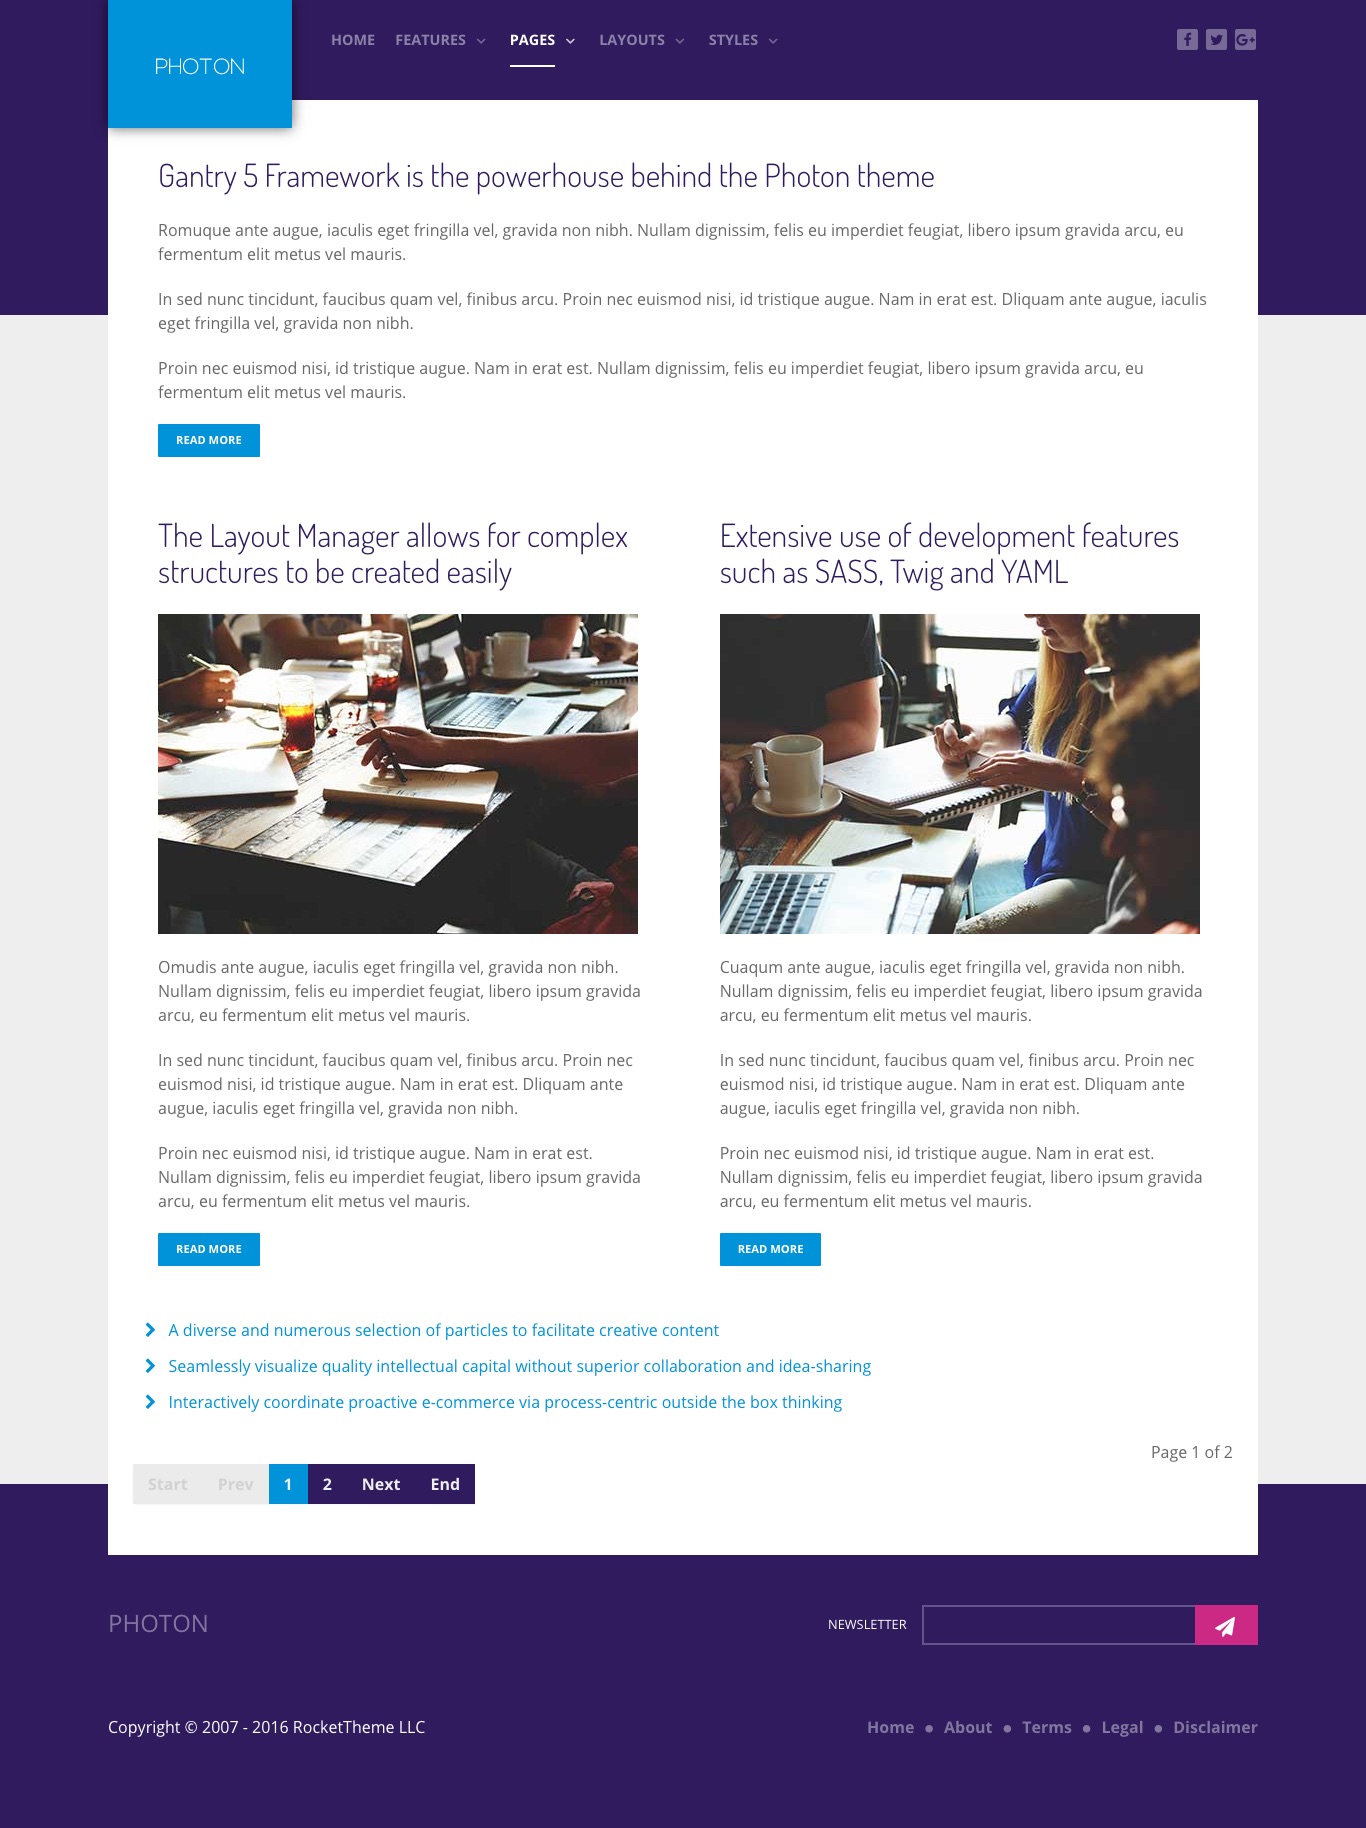 PHOTON
HOME FEATURES PAGES LAYOUTS STYLES
Gantry 5 Framework is the powerhouse behind the Photon theme
Romuque ante augue, iaculis eget fringilla vel, gravida non nibh. Nullam dignissim, felis eu imperdiet feugiat, libero ipsum gravida arcu, eu
fermentum elit metus vel mauris.
In sed nunc tincidunt, faucibus quam vel, finibus arcu. Proin nec euismod nisi, id tristique augue. Nam in erat est. Dliquam ante augue, iaculis
eget fringilla vel, gravida non nibh.
Proin nec euismod nisi, id tristique augue. Nam in erat est. Nullam dignissim, felis eu imperdiet feugiat, libero ipsum gravida arcu, eu
fermentum elit metus vel mauris.
READ MORE
The Layout Manager allows for complex
structures to be created easily
Omudis ante augue, iaculis eget fringilla vel, gravida non nibh.
Nullam dignissim, felis eu imperdiet feugiat, libero ipsum gravida
arcu, eu fermentum elit metus vel mauris.
In sed nunc tincidunt, faucibus quam vel, finibus arcu. Proin nec
euismod nisi, id tristique augue. Nam in erat est. Dliquam ante
augue, iaculis eget fringilla vel, gravida non nibh.
Proin nec euismod nisi, id tristique augue. Nam in erat est.
Nullam dignissim, felis eu imperdiet feugiat, libero ipsum gravida
arcu, eu fermentum elit metus vel mauris.
READ MORE
Extensive use of development features
such as SASS, Twig and YAML
Cuaqum ante augue, iaculis eget fringilla vel, gravida non nibh.
Nullam dignissim, felis eu imperdiet feugiat, libero ipsum gravida
arcu, eu fermentum elit metus vel mauris.
In sed nunc tincidunt, faucibus quam vel, finibus arcu. Proin nec
euismod nisi, id tristique augue. Nam in erat est. Dliquam ante
augue, iaculis eget fringilla vel, gravida non nibh.
Proin nec euismod nisi, id tristique augue. Nam in erat est.
Nullam dignissim, felis eu imperdiet feugiat, libero ipsum gravida
arcu, eu fermentum elit metus vel mauris.
READ MORE
A diverse and numerous selection of particles to facilitate creative content
Seamlessly visualize quality intellectual capital without superior collaboration and idea-sharing
Interactively coordinate proactive e-commerce via process-centric outside the box thinking
Page 1 of 2
Start Prev 1 2 Next End
PHOTON
NEWSLETTER
Copyright © 2007 - 2016 RocketTheme LLC
Home ● About ● Terms ● Legal ● Disclaimer